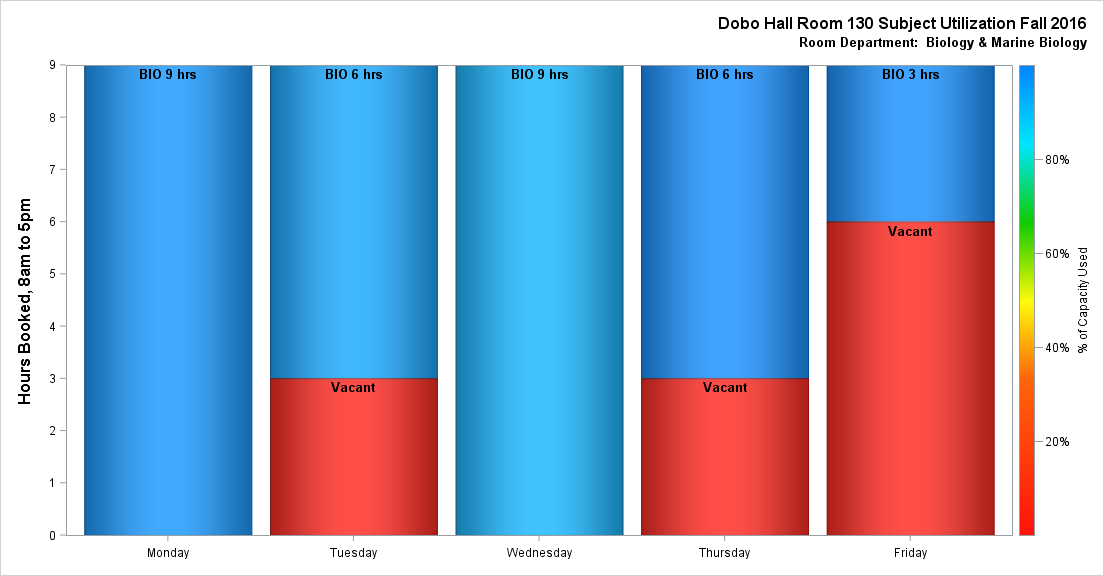 Dobo Hall Room 130 Subject Utilization Fall 2016
Room Department:  Biology & Marine Biology
Hours Booked, 8am to 5pm
9
8
7
6
5
4
3
2
1
0
BIO 9 hrs
BIO 6 hrs
BIO 9 hrs
BIO 6 hrs
BIO 3 hrs
Vacant
Vacant
Vacant
Monday
Tuesday
Wednesday
Thursday
Friday
80%
60%
40%
20%
% of Capacity Used